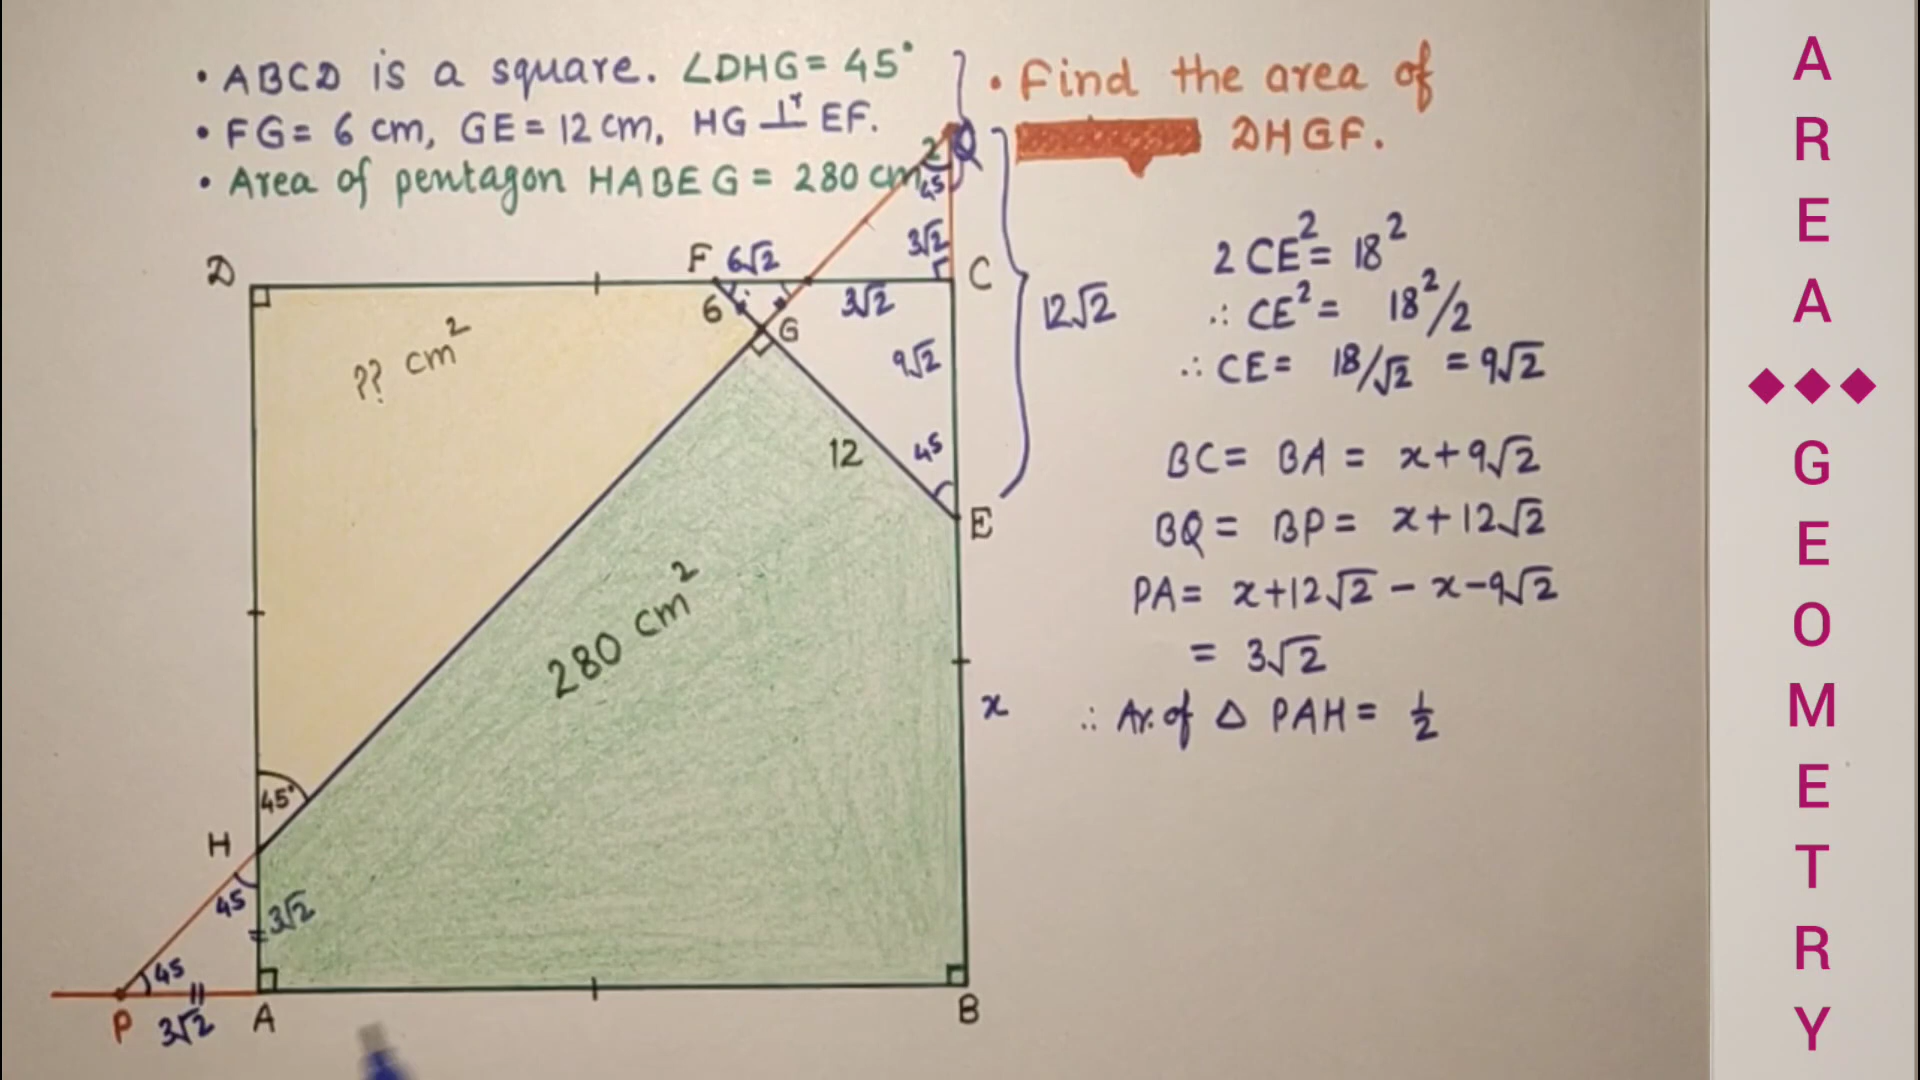 • ABCD is a square. ∠DHG = 45°
• FG = 6 cm, GE = 12 cm, HG ⊥r EF.
• Area of pentagon HABEG = 280 cm
• Find the area of
DHGF.
2
Q
45
3√2
D
F
6√2
C
6
G
3√2
12√2
?? cm²
9√2
12
45
E
280 cm²
x
45°
H
45
3√2
45
P
3√2
A
B
2 CE² = 18²
∴ CE² = 18²/2
∴ CE = 18/√2 = 9√2
BC = BA = x + 9√2
BQ = BP = x + 12√2
PA = x + 12√2 − x − 9√2
= 3√2
∴ Ar. of △ PAH = 1/2
AREA
◆◆◆
GEOMETRY